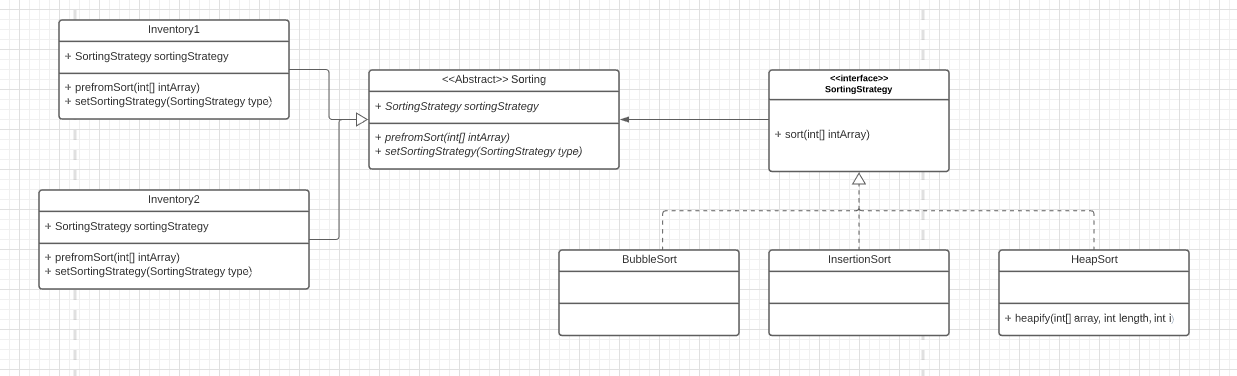 Inventory1
+ SortingStrategy sortingStrategy
+ prefromSort(int[] intArray)
+ setSortingStrategy(SortingStrategy type)
<<Abstract>> Sorting
+ SortingStrategy sortingStrategy
+ prefromSort(int[] intArray)
+ setSortingStrategy(SortingStrategy type)
<<interface>>
SortingStrategy
+ sort(int[] intArray)
Inventory2
+ SortingStrategy sortingStrategy
+ prefromSort(int[] intArray)
+ setSortingStrategy(SortingStrategy type)
BubbleSort
InsertionSort
HeapSort
+ heapify(int[] array, int length, int i)